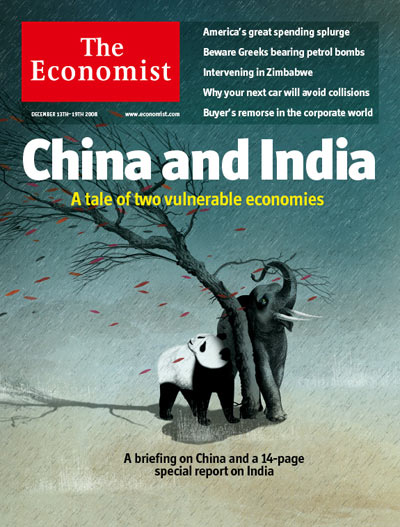 The
Economist
DECEMBER 13TH–19TH 2008
www.economist.com
America's great spending splurge
Beware Greeks bearing petrol bombs
Intervening in Zimbabwe
Why your next car will avoid collisions
Buyer's remorse in the corporate world
China and India
A tale of two vulnerable economies
A briefing on China and a 14-page
special report on India